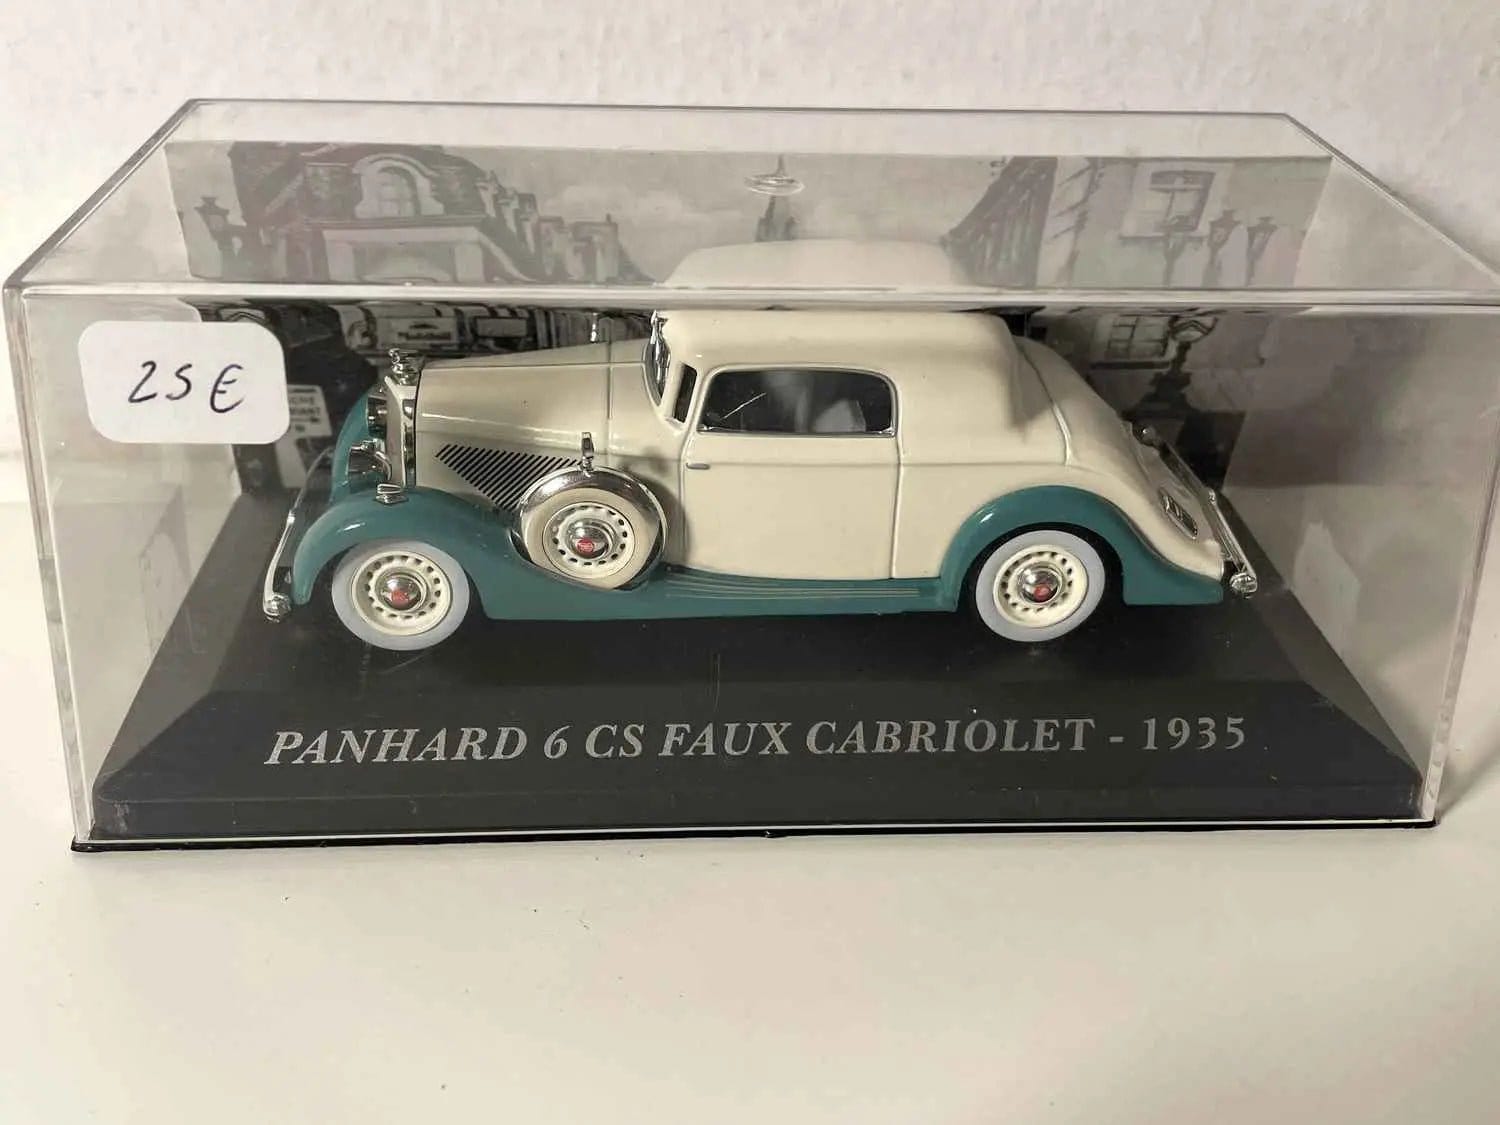 25 €
PANHARD 6 CS FAUX CABRIOLET - 1935